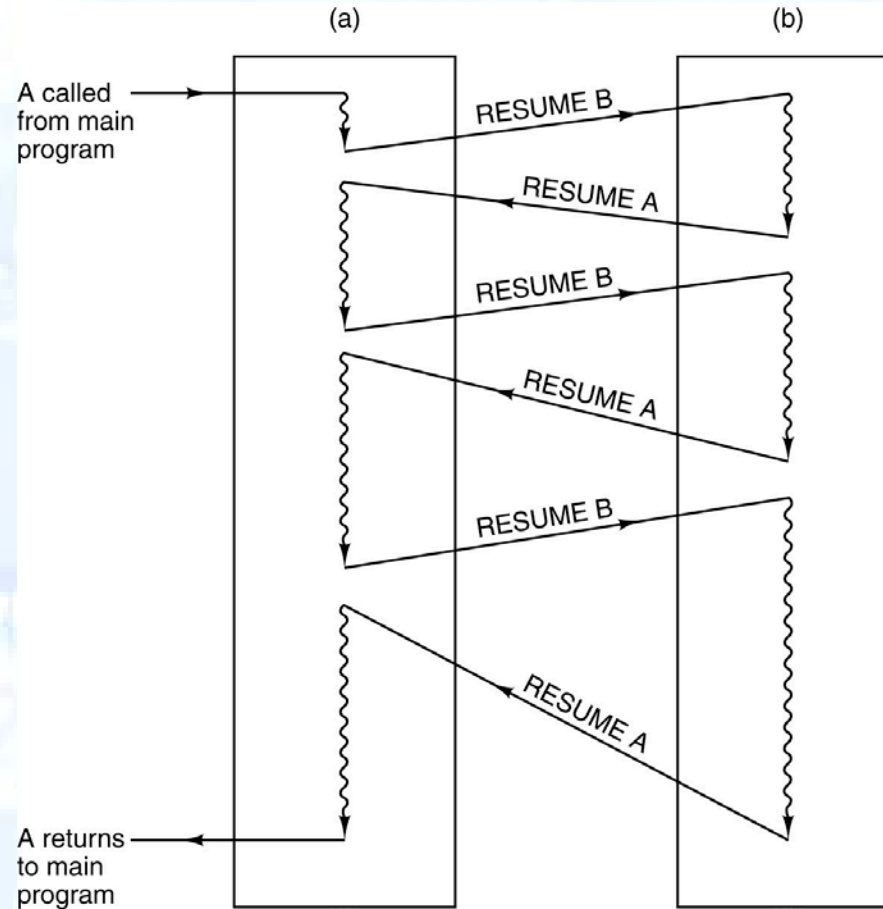 (a)
(b)
A called
from main
program
RESUME B
RESUME A
RESUME B
RESUME A
RESUME B
RESUME A
A returns
to main
program